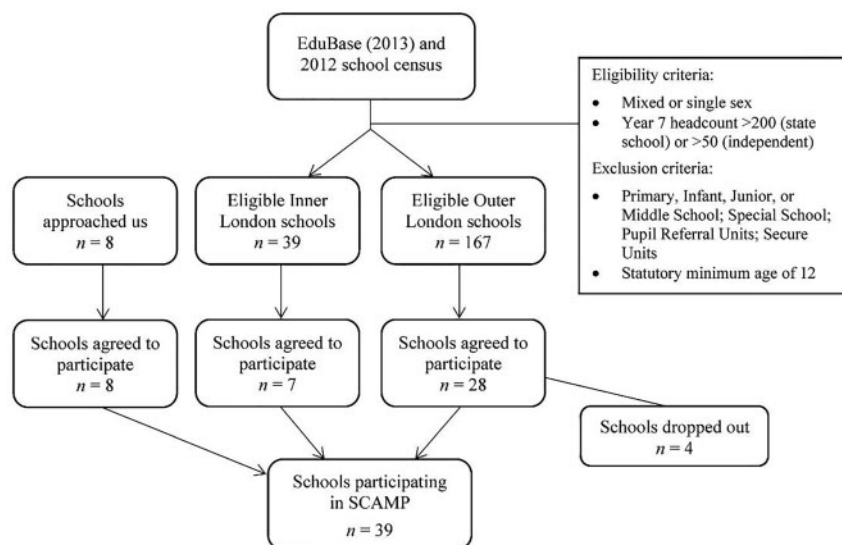 EduBase (2013) and
2012 school census
Eligibility criteria:
• Mixed or single sex
• Year 7 headcount >200 (state
school) or >50 (independent)
Exclusion criteria:
• Primary, Infant, Junior, or
Middle School; Special School;
Pupil Referral Units; Secure
Units
• Statutory minimum age of 12
Schools
approached us
n = 8
Eligible Inner
London schools
n = 39
Eligible Outer
London schools
n = 167
Schools agreed to
participate
n = 8
Schools agreed to
participate
n = 7
Schools agreed to
participate
n = 28
Schools dropped out
n = 4
Schools participating
in SCAMP
n = 39